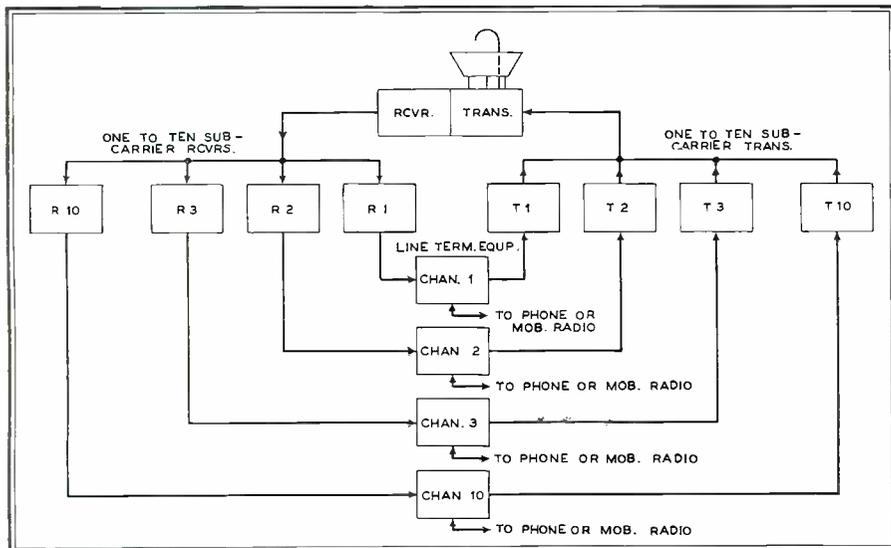 RCVR. TRANS.
ONE TO TEN SUB-
CARRIER RCVRS.
ONE TO TEN SUB-
CARRIER TRANS.
R 10 R 3 R 2 R 1 T 1 T 2 T 3 T 10
LINE TERM. EQUP.
CHAN. 1
TO PHONE OR
MOB. RADIO
CHAN 2
TO PHONE OR MOB. RADIO
CHAN. 3
TO PHONE OR MOB. RADIO
CHAN 10
TO PHONE OR MOB. RADIO